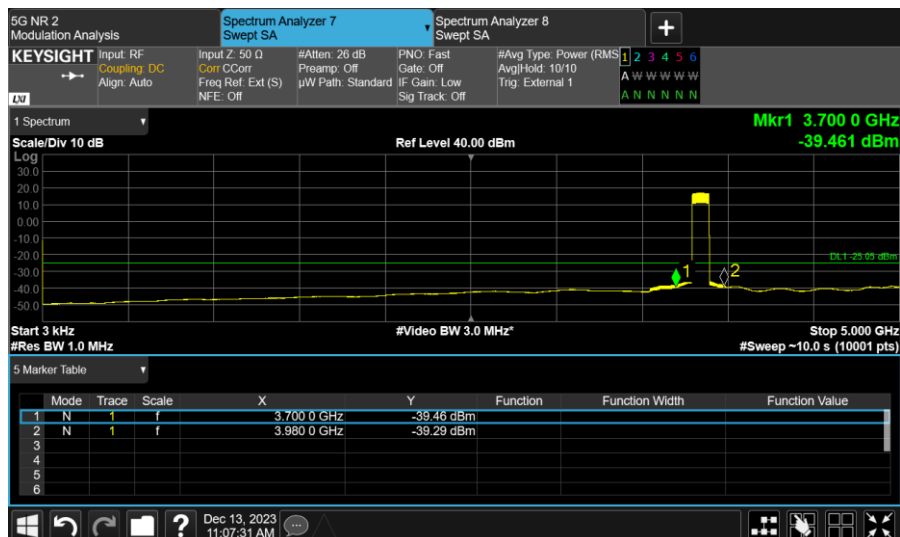 5G NR 2
Modulation Analysis
Spectrum Analyzer 7
Swept SA
Spectrum Analyzer 8
Swept SA
+
KEYSIGHT
LXI
Input: RF
Coupling: DC
Align: Auto
Input Z: 50 Ω
Corr CCorr
Freq Ref: Ext (S)
NFE: Off
#Atten: 26 dB
Preamp: Off
µW Path: Standard
PNO: Fast
Gate: Off
IF Gain: Low
Sig Track: Off
#Avg Type: Power (RMS
Avg|Hold: 10/10
Trig: External 1
1 2 3 4 5 6
A W W W W W
A N N N N N
1 Spectrum
Mkr1 3.700 0 GHz
Scale/Div 10 dB Ref Level 40.00 dBm -39.461 dBm
Log
30.0
20.0
10.0
0.00
-10.0
-20.0
DL1 -25.05 dBm
-30.0
1 2
-40.0
-50.0
Start 3 kHz #Video BW 3.0 MHz* Stop 5.000 GHz
#Res BW 1.0 MHz #Sweep ~10.0 s (10001 pts)
5 Marker Table
Mode Trace Scale X Y Function Function Width Function Value
1 N 1 f 3.700 0 GHz -39.46 dBm
2 N 1 f 3.980 0 GHz -39.29 dBm
3
4
5
6
?
Dec 13, 2023
11:07:31 AM